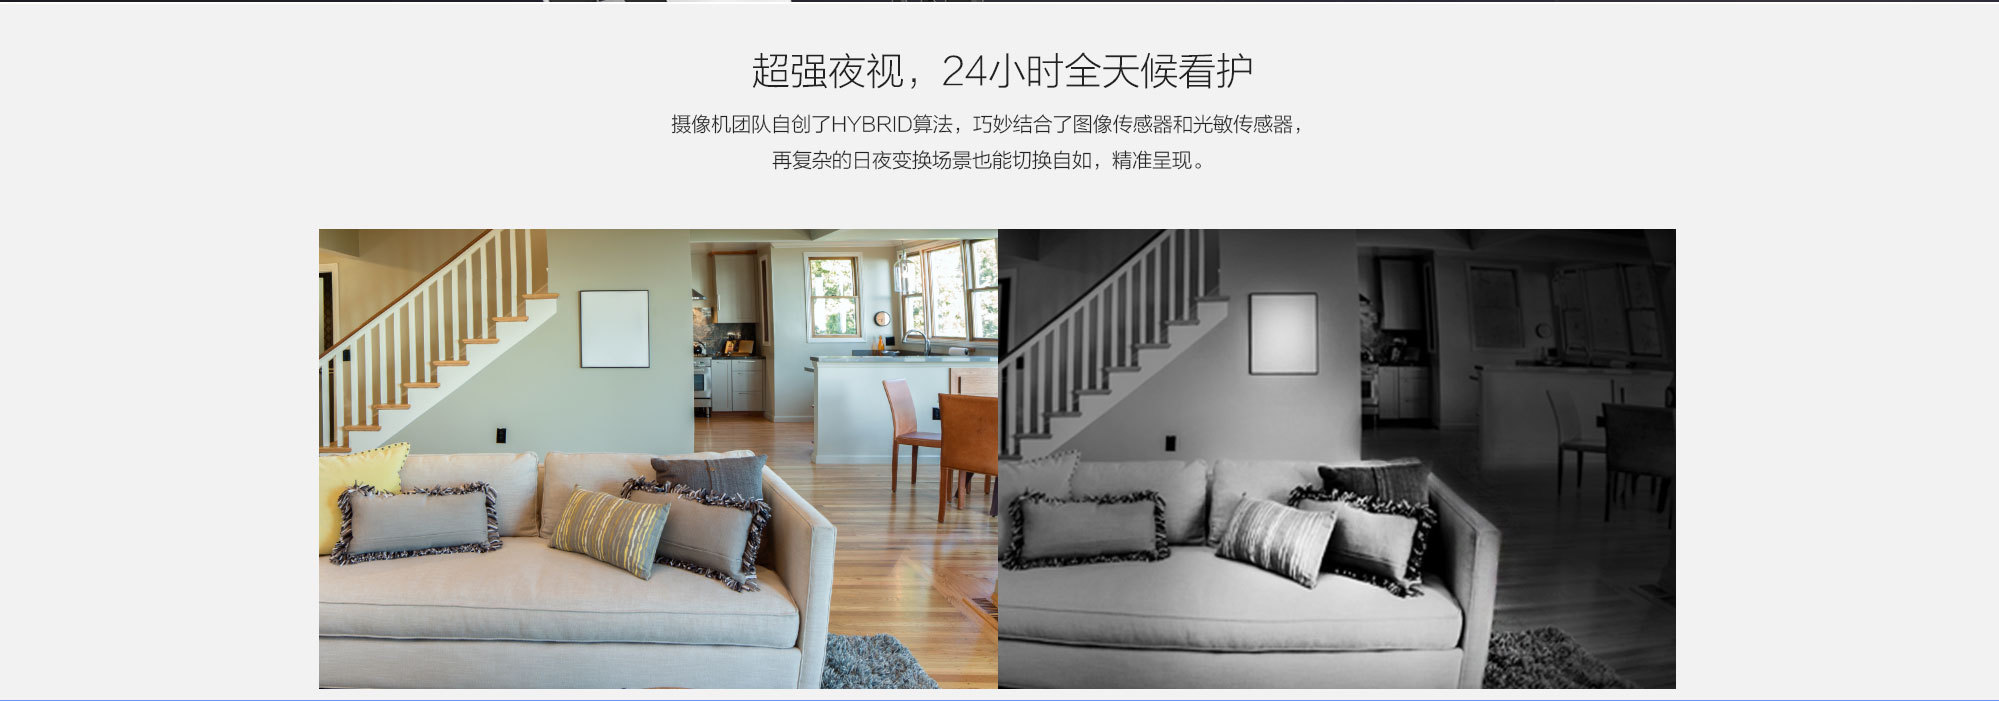 超强夜视，24小时全天候看护
摄像机团队自创了HYBRID算法，巧妙结合了图像传感器和光敏传感器，
再复杂的日夜变换场景也能切换自如，精准呈现。